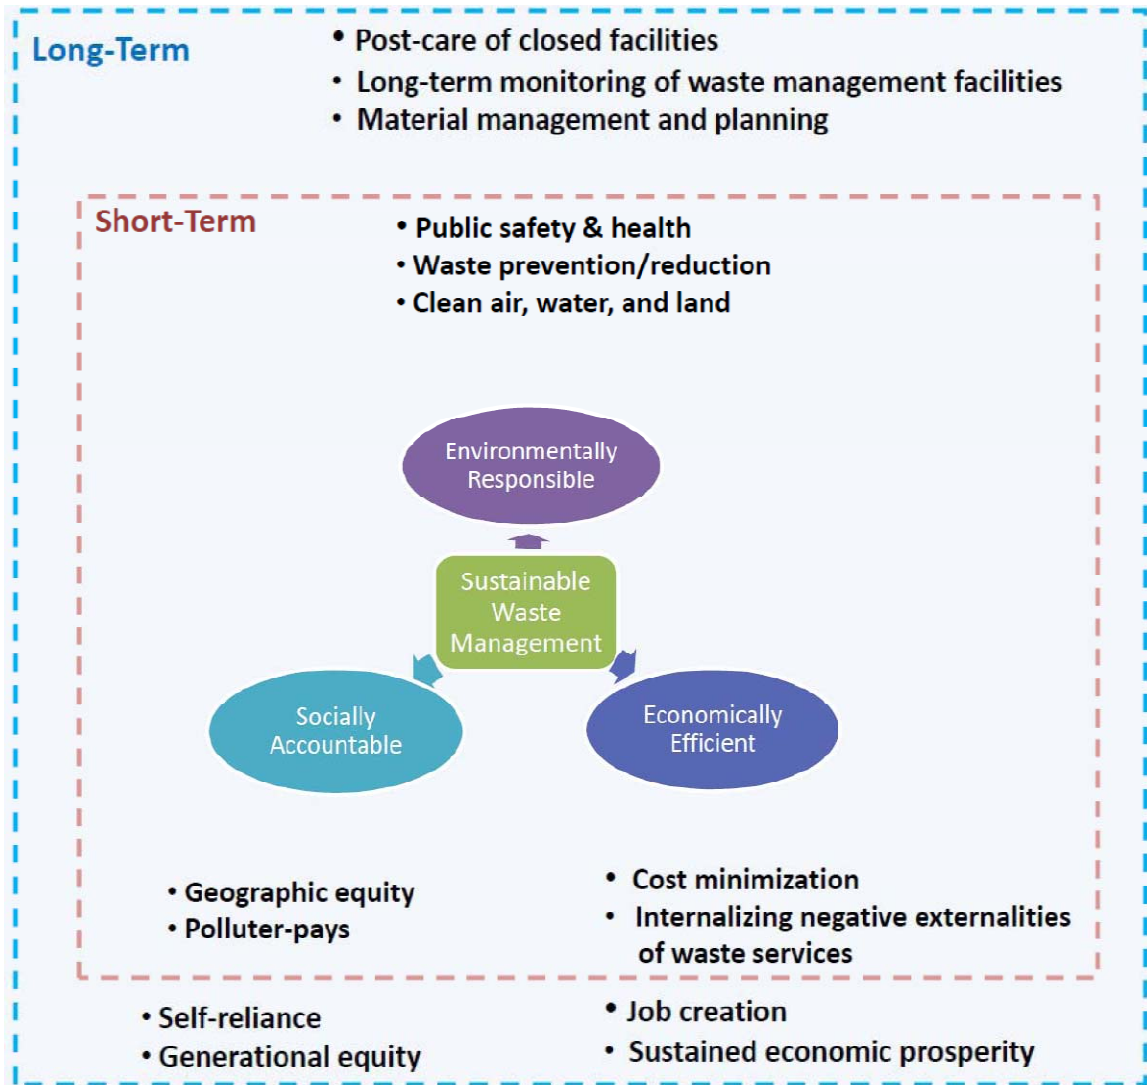 Long-Term
• Post-care of closed facilities
• Long-term monitoring of waste management facilities
• Material management and planning
Short-Term
• Public safety & health
• Waste prevention/reduction
• Clean air, water, and land
Environmentally
Responsible
Sustainable
Waste
Management
Socially
Accountable
Economically
Efficient
• Geographic equity
• Polluter-pays
• Cost minimization
• Internalizing negative externalities
of waste services
• Self-reliance
• Generational equity
• Job creation
• Sustained economic prosperity